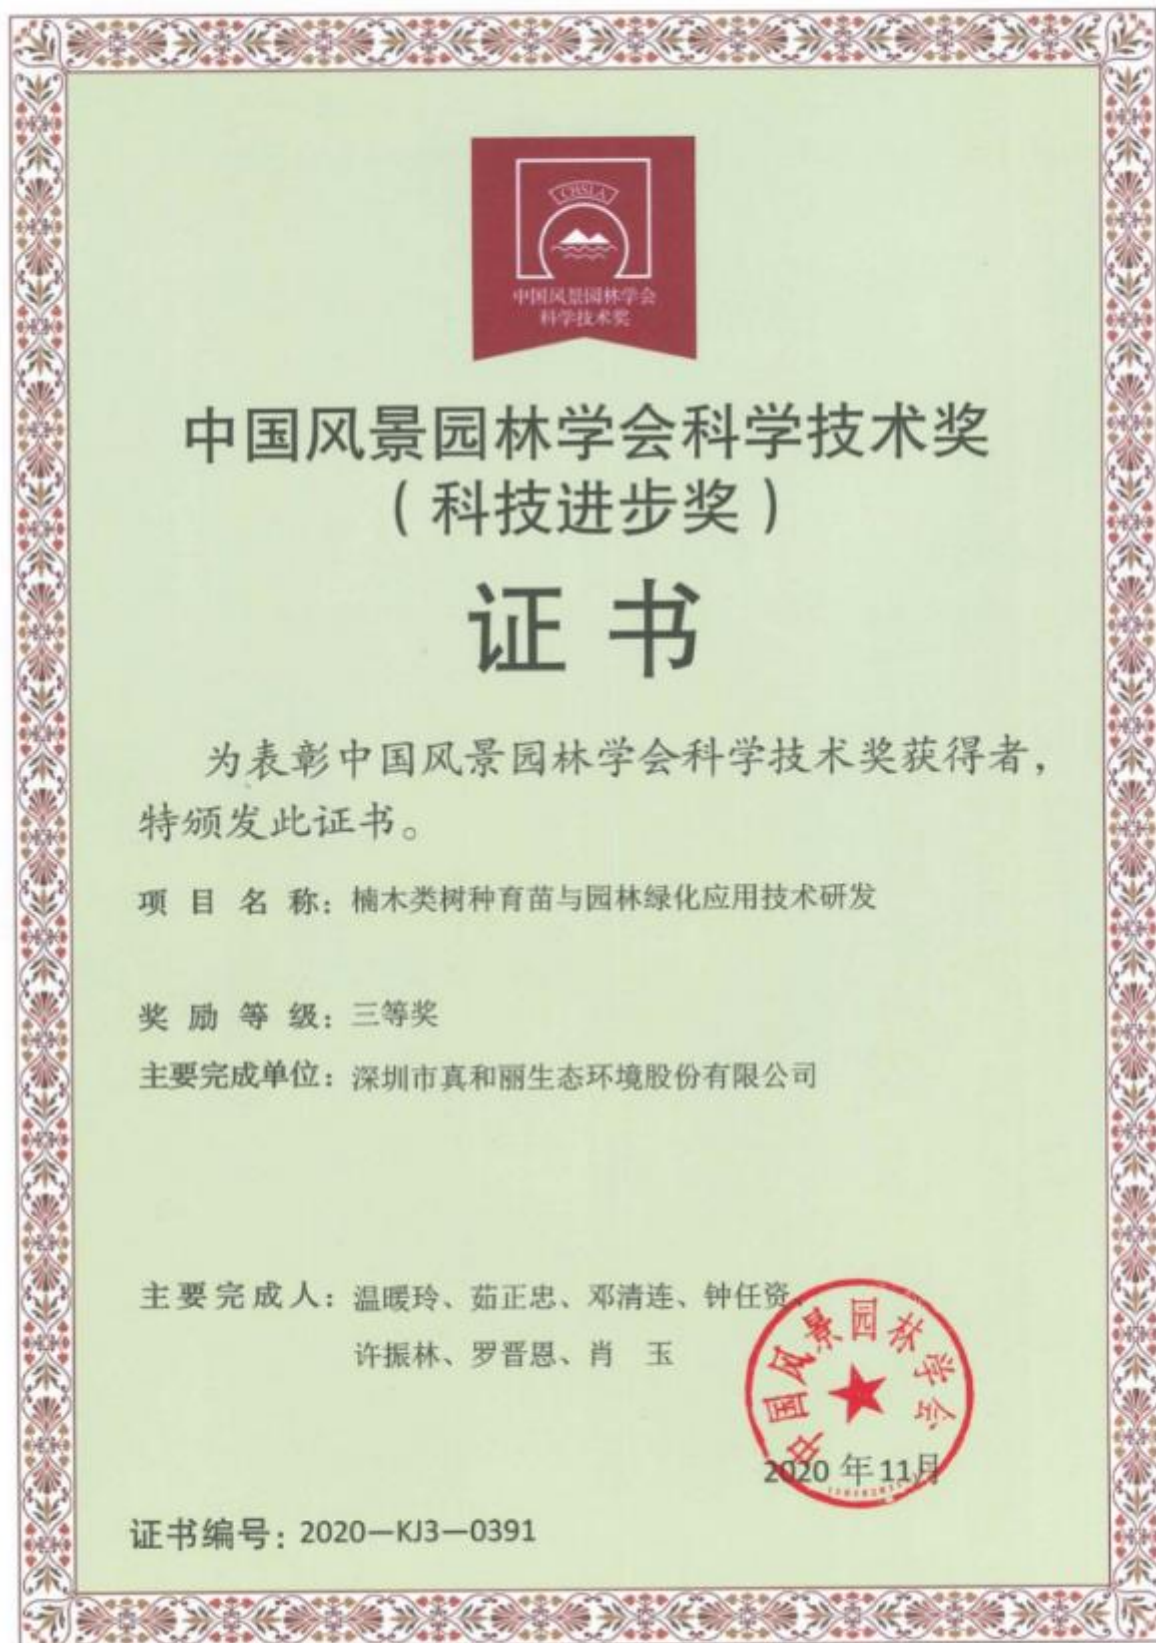 CHSLA
中国风景园林学会
科学技术奖
中国风景园林学会科学技术奖
（科技进步奖）
证书
为表彰中国风景园林学会科学技术奖获得者，
特颁发此证书。
项目名称：楠木类树种育苗与园林绿化应用技术研发
奖励等级：三等奖
主要完成单位：深圳市真和丽生态环境股份有限公司
主要完成人：温暖玲、茹正忠、邓清连、钟任资、
许振林、罗晋恩、肖　玉
中国风景园林学会
2020年11月
证书编号：2020—KJ3—0391